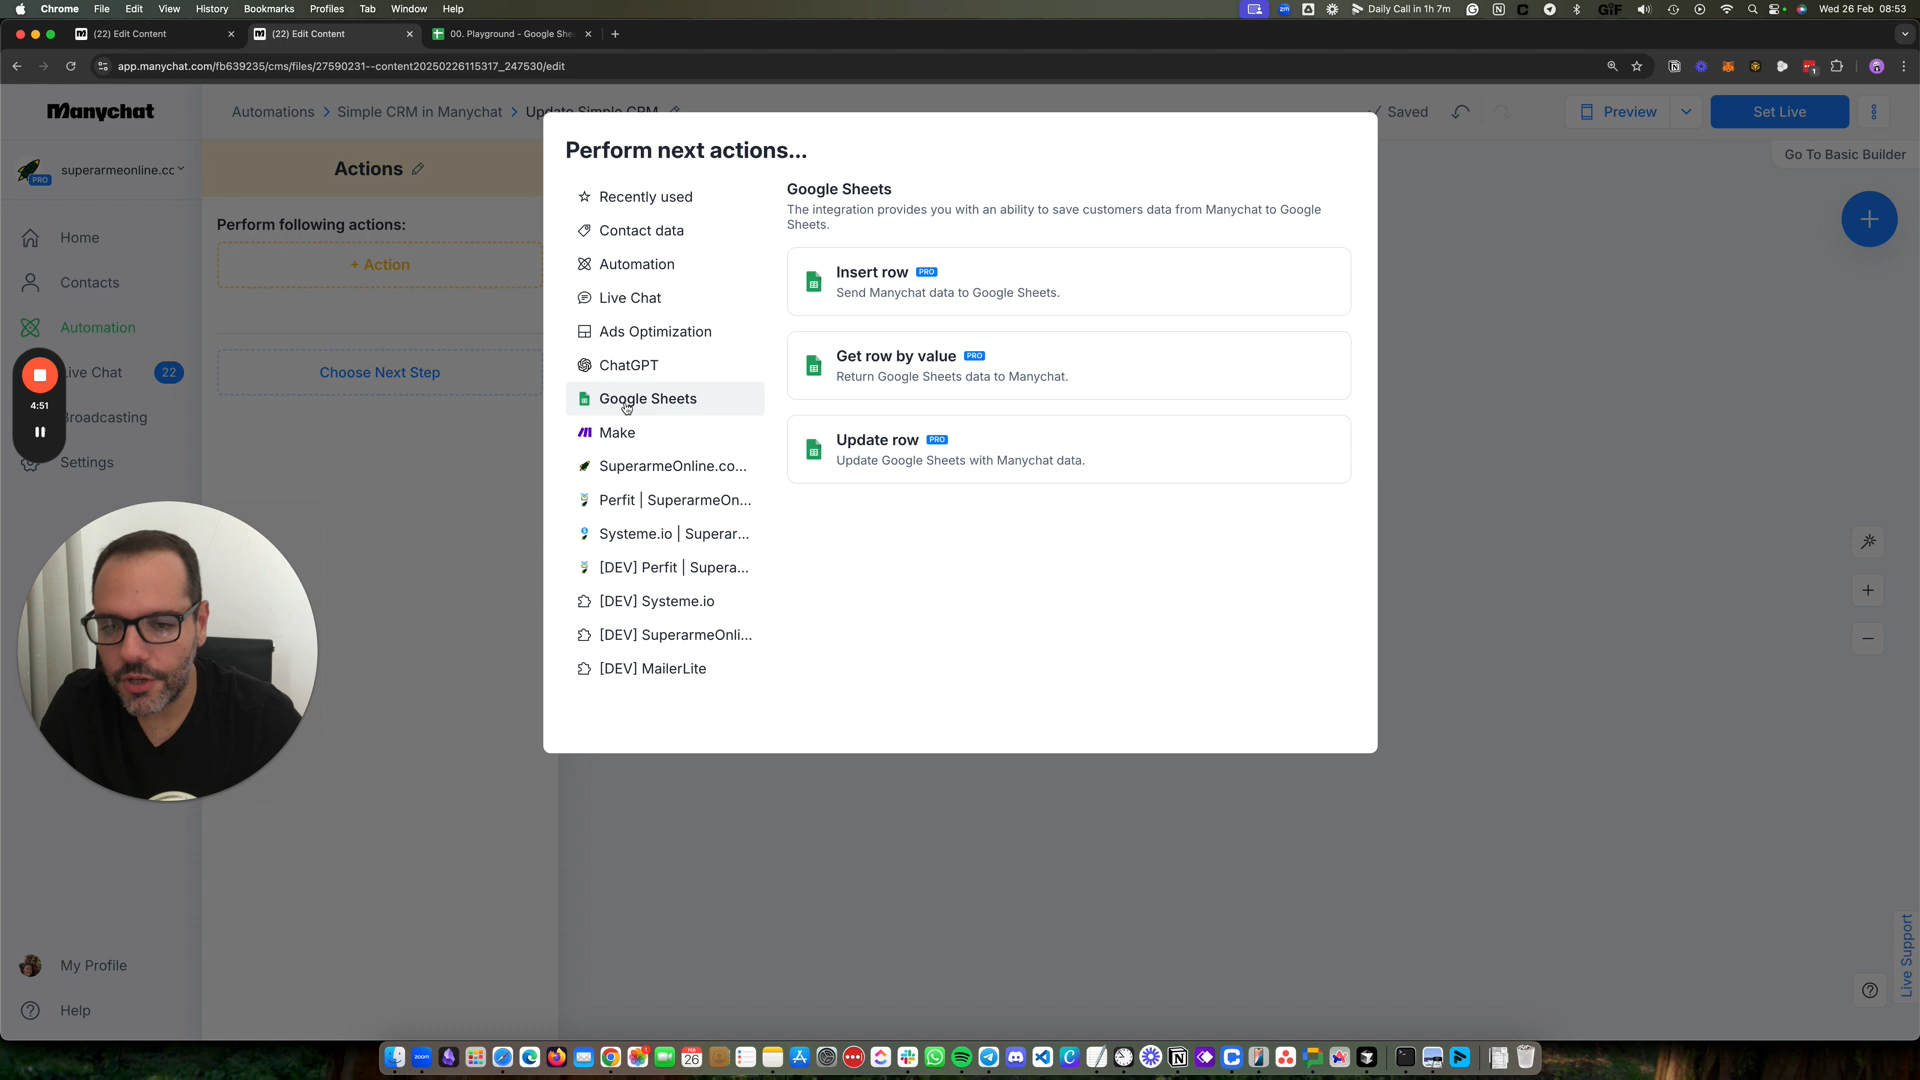 Chrome File Edit View History Bookmarks Profiles Tab Window Help
zm Daily Call in 1h 7m GIF Wed 26 Feb 08:53
(22) Edit Content
(22) Edit Content
00. Playground - Google She
app.manychat.com/fb639235/cms/files/27590231--content20250226115317_247530/edit
Manychat
Automations > Simple CRM in Manychat > Update Simple CRM
Saved
Preview
Set Live
Go To Basic Builder
PRO
superarmeonline.cc
Home
Contacts
Automation
Live Chat 22
Broadcasting
Settings
My Profile
Help
4:51
Actions
Perform following actions:
+ Action
Choose Next Step
Perform next actions...
Recently used
Contact data
Automation
Live Chat
Ads Optimization
ChatGPT
Google Sheets
Make
SuperarmeOnline.co...
Perfit | SuperarmeOn...
Systeme.io | Superar...
[DEV] Perfit | Supera...
[DEV] Systeme.io
[DEV] SuperarmeOnli...
[DEV] MailerLite
Google Sheets
The integration provides you with an ability to save customers data from Manychat to Google
Sheets.
Insert row PRO
Send Manychat data to Google Sheets.
Get row by value PRO
Return Google Sheets data to Manychat.
Update row PRO
Update Google Sheets with Manychat data.
Live Support
zoom
FEB
26